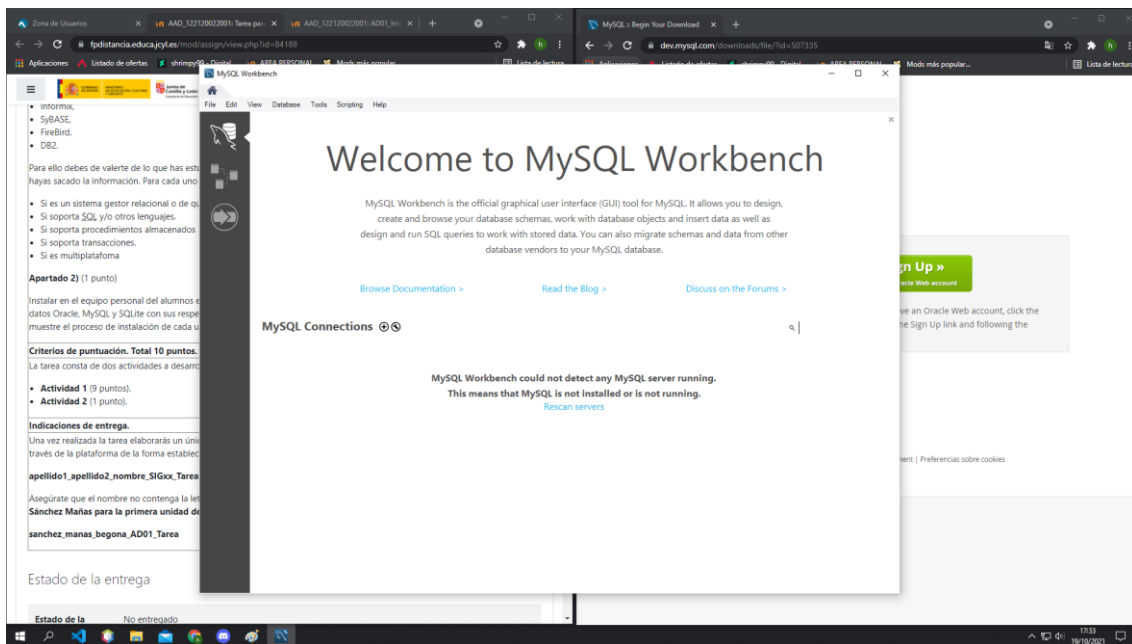 Zona de Usuarios
AAD_122120022001: Tarea par
AAD_122120022001: AD01_Int
MySQL :: Begin Your Download
fpdistancia.educa.jcyl.es/mod/assign/view.php?id=84188
dev.mysql.com/downloads/file/?id=507335
Aplicaciones
Listado de ofertas
shrimpy99 - Digital
AREA PERSONAL
Mods más popular
Lista de lectura
Mods más popular...
Lista de lectura
MySQL Workbench
File Edit View Database Tools Scripting Help
Informix,
SyBASE,
FireBird,
DB2.
Para ello debes de valerte de lo que has estu
hayas sacado la información. Para cada uno
Si es un sistema gestor relacional o de qu
Si soporta SQL y/o otros lenguajes.
Si soporta procedimientos almacenados
Si soporta transacciones.
Si es multiplatafoma
Apartado 2) (1 punto)
Instalar en el equipo personal del alumnos e
datos Oracle, MySQL y SQLite con sus respe
muestre el proceso de instalación de cada u
Criterios de puntuación. Total 10 puntos.
La tarea consta de dos actividades a desarro
Actividad 1 (9 puntos).
Actividad 2 (1 punto).
Indicaciones de entrega.
Una vez realizada la tarea elaborarás un úni
través de la plataforma de la forma establec
apellido1_apellido2_nombre_SIGxx_Tarea
Asegúrate que el nombre no contenga la let
Sánchez Mañas para la primera unidad de
sanchez_manas_begona_AD01_Tarea
Estado de la entrega
Estado de la
No entregado
Welcome to MySQL Workbench
MySQL Workbench is the official graphical user interface (GUI) tool for MySQL. It allows you to design,
create and browse your database schemas, work with database objects and insert data as well as
design and run SQL queries to work with stored data. You can also migrate schemas and data from other
database vendors to your MySQL database.
Browse Documentation >
Read the Blog >
Discuss on the Forums >
MySQL Connections
MySQL Workbench could not detect any MySQL server running.
This means that MySQL is not installed or is not running.
Rescan servers
gn Up »
acle Web account
ve an Oracle Web account, click the
he Sign Up link and following the
ment | Preferencias sobre cookies
17:33
19/10/2021